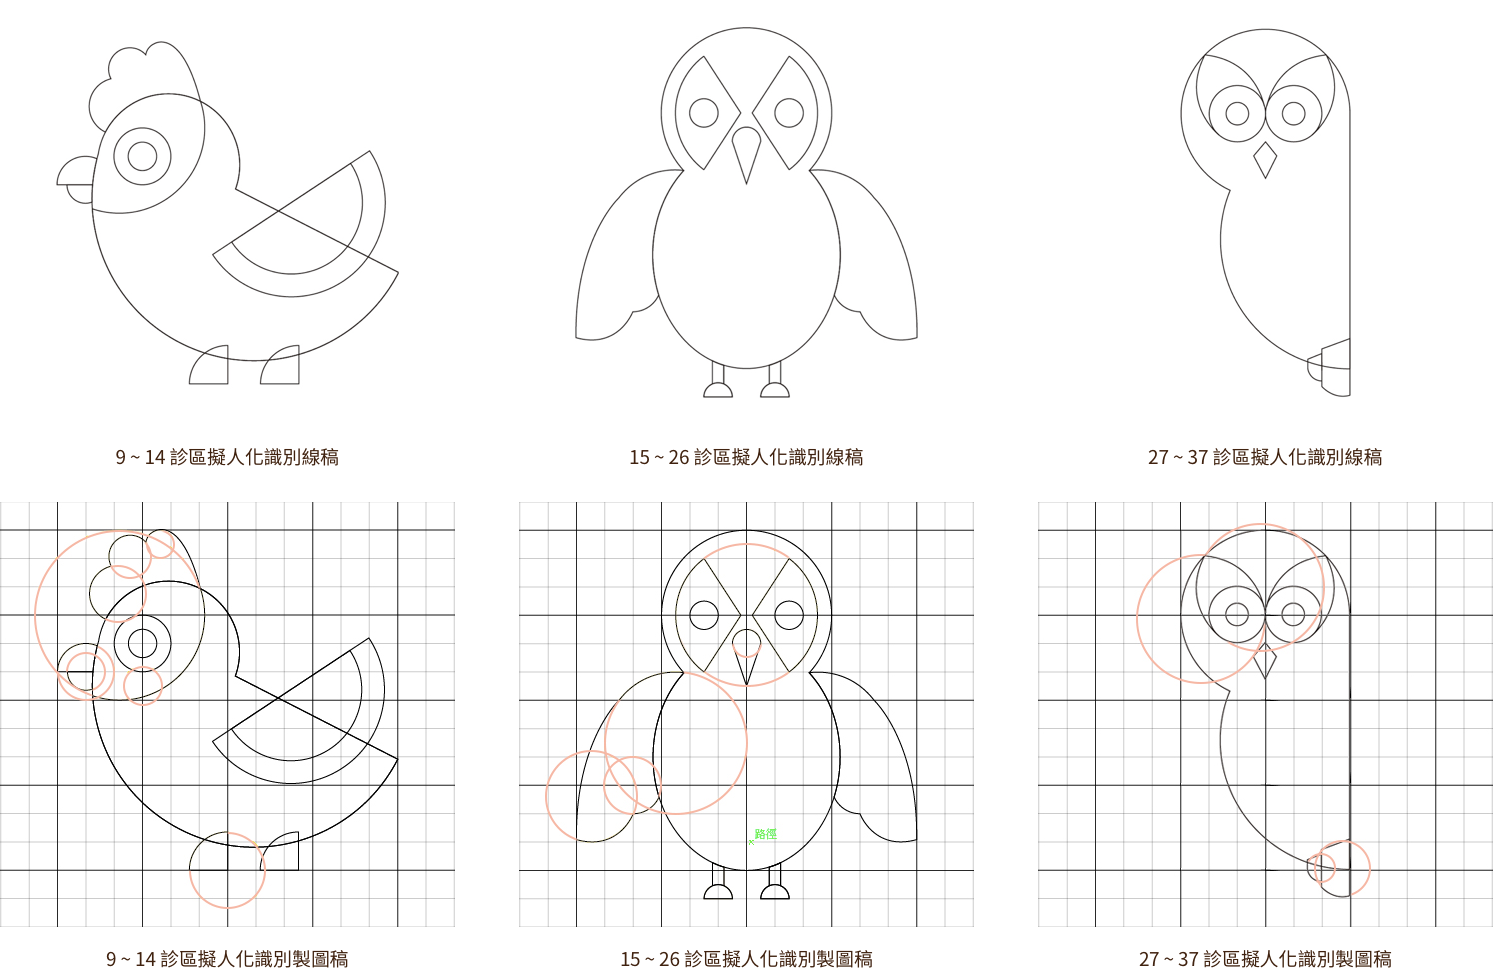 9 ~ 14 診區擬人化識別線稿
15 ~ 26 診區擬人化識別線稿
27 ~ 37 診區擬人化識別線稿
路徑
9 ~ 14 診區擬人化識別製圖稿
15 ~ 26 診區擬人化識別製圖稿
27 ~ 37 診區擬人化識別製圖稿